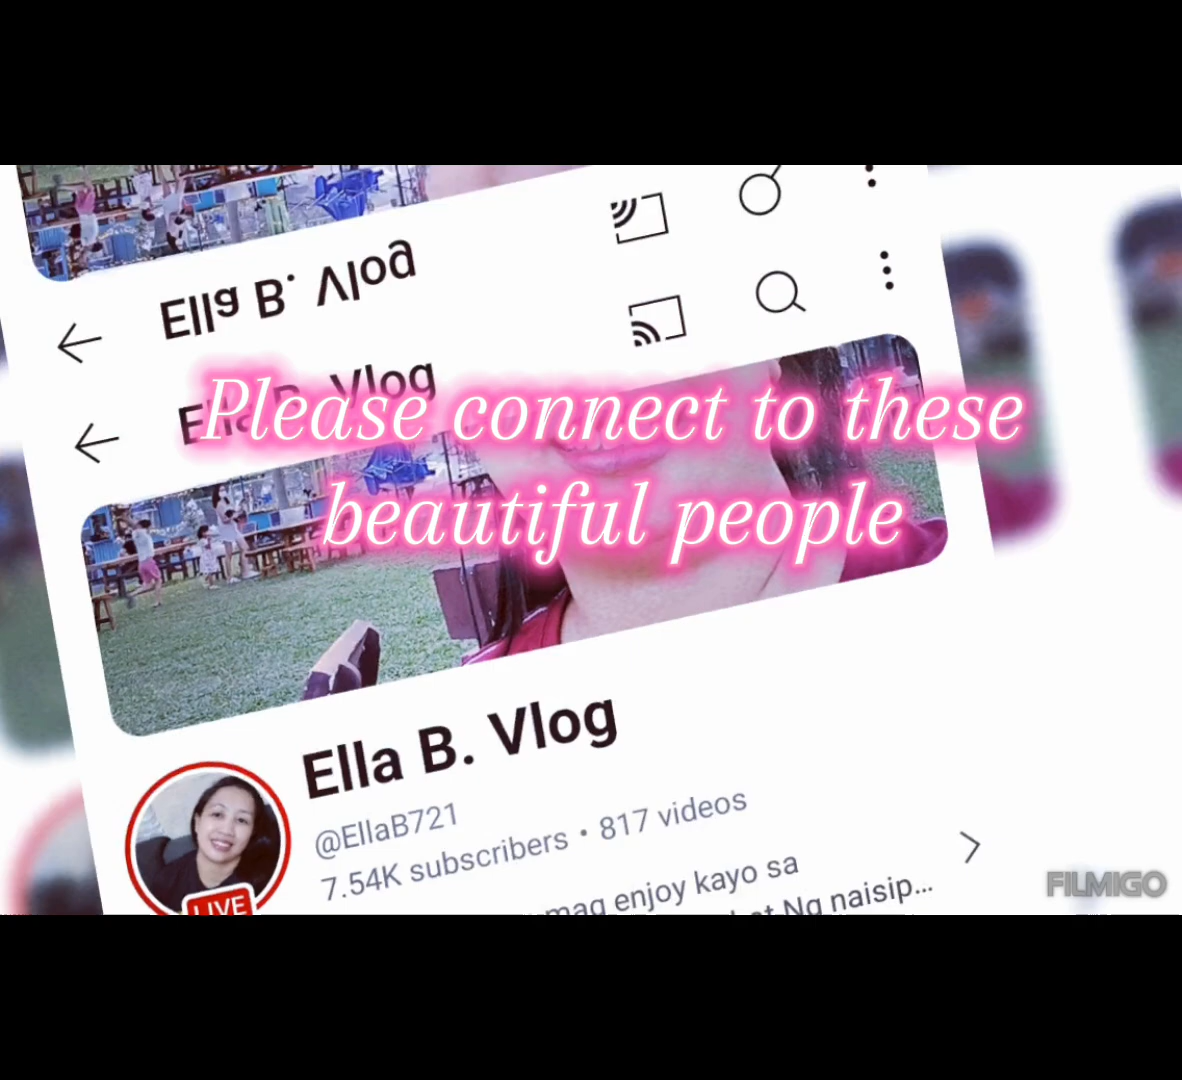 Ella B. Vlog
Ella B. Vlog
Please connect to these
beautiful people
Ella B. Vlog
@EllaB721
7.54K subscribers • 817 videos
mag enjoy kayo sa
Ng naisip...
LIVE
FILMIGO